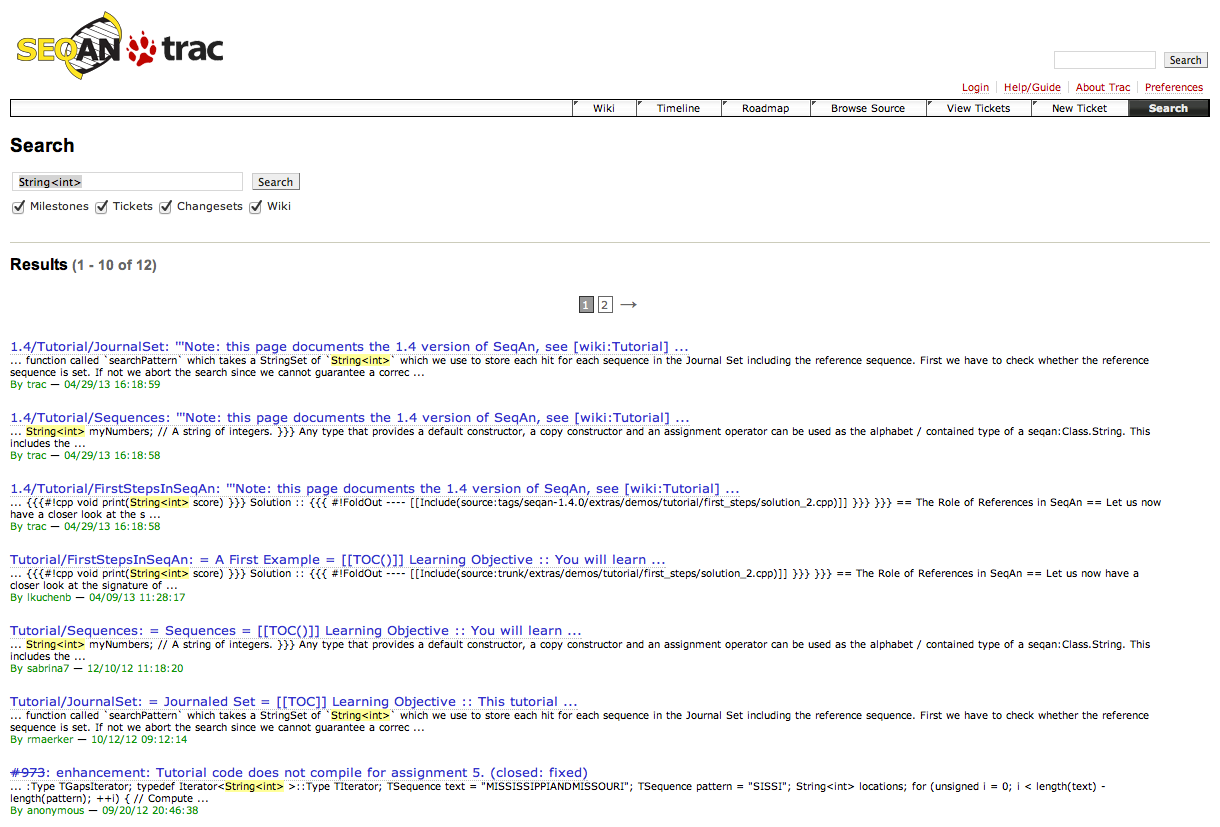 SEQAN trac
Search
Login Help/Guide About Trac Preferences
Wiki Timeline Roadmap Browse Source View Tickets New Ticket Search
Search
String<int> Search
Milestones Tickets Changesets Wiki
Results (1 - 10 of 12)
1 2 →
1.4/Tutorial/JournalSet: '''Note: this page documents the 1.4 version of SeqAn, see [wiki:Tutorial] ...
... function called `searchPattern` which takes a StringSet of `String<int>` which we use to store each hit for each sequence in the Journal Set including the reference sequence. First we have to check whether the reference
sequence is set. If not we abort the search since we cannot guarantee a correc ...
By trac — 04/29/13 16:18:59
1.4/Tutorial/Sequences: '''Note: this page documents the 1.4 version of SeqAn, see [wiki:Tutorial] ...
... String<int> myNumbers; // A string of integers. }}} Any type that provides a default constructor, a copy constructor and an assignment operator can be used as the alphabet / contained type of a seqan:Class.String. This
includes the ...
By trac — 04/29/13 16:18:58
1.4/Tutorial/FirstStepsInSeqAn: '''Note: this page documents the 1.4 version of SeqAn, see [wiki:Tutorial] ...
... {{{#!cpp void print(String<int> score) }}} Solution :: {{{ #!FoldOut ---- [[Include(source:tags/seqan-1.4.0/extras/demos/tutorial/first_steps/solution_2.cpp)]] }}} }}} == The Role of References in SeqAn == Let us now
have a closer look at the s ...
By trac — 04/29/13 16:18:58
Tutorial/FirstStepsInSeqAn: = A First Example = [[TOC()]] Learning Objective :: You will learn ...
... {{{#!cpp void print(String<int> score) }}} Solution :: {{{ #!FoldOut ---- [[Include(source:trunk/extras/demos/tutorial/first_steps/solution_2.cpp)]] }}} }}} == The Role of References in SeqAn == Let us now have a
closer look at the signature of ...
By lkuchenb — 04/09/13 11:28:17
Tutorial/Sequences: = Sequences = [[TOC()]] Learning Objective :: You will learn ...
... String<int> myNumbers; // A string of integers. }}} Any type that provides a default constructor, a copy constructor and an assignment operator can be used as the alphabet / contained type of a seqan:Class.String. This
includes the ...
By sabrina7 — 12/10/12 11:18:20
Tutorial/JournalSet: = Journaled Set = [[TOC]] Learning Objective :: This tutorial ...
... function called `searchPattern` which takes a StringSet of `String<int>` which we use to store each hit for each sequence in the Journal Set including the reference sequence. First we have to check whether the reference
sequence is set. If not we abort the search since we cannot guarantee a correc ...
By rmaerker — 10/12/12 09:12:14
#973: enhancement: Tutorial code does not compile for assignment 5. (closed: fixed)
... :Type TGapsIterator; typedef Iterator<String<int> >::Type TIterator; TSequence text = "MISSISSIPPIANDMISSOURI"; TSequence pattern = "SISSI"; String<int> locations; for (unsigned i = 0; i < length(text) -
length(pattern); ++i) { // Compute ...
By anonymous — 09/20/12 20:46:38